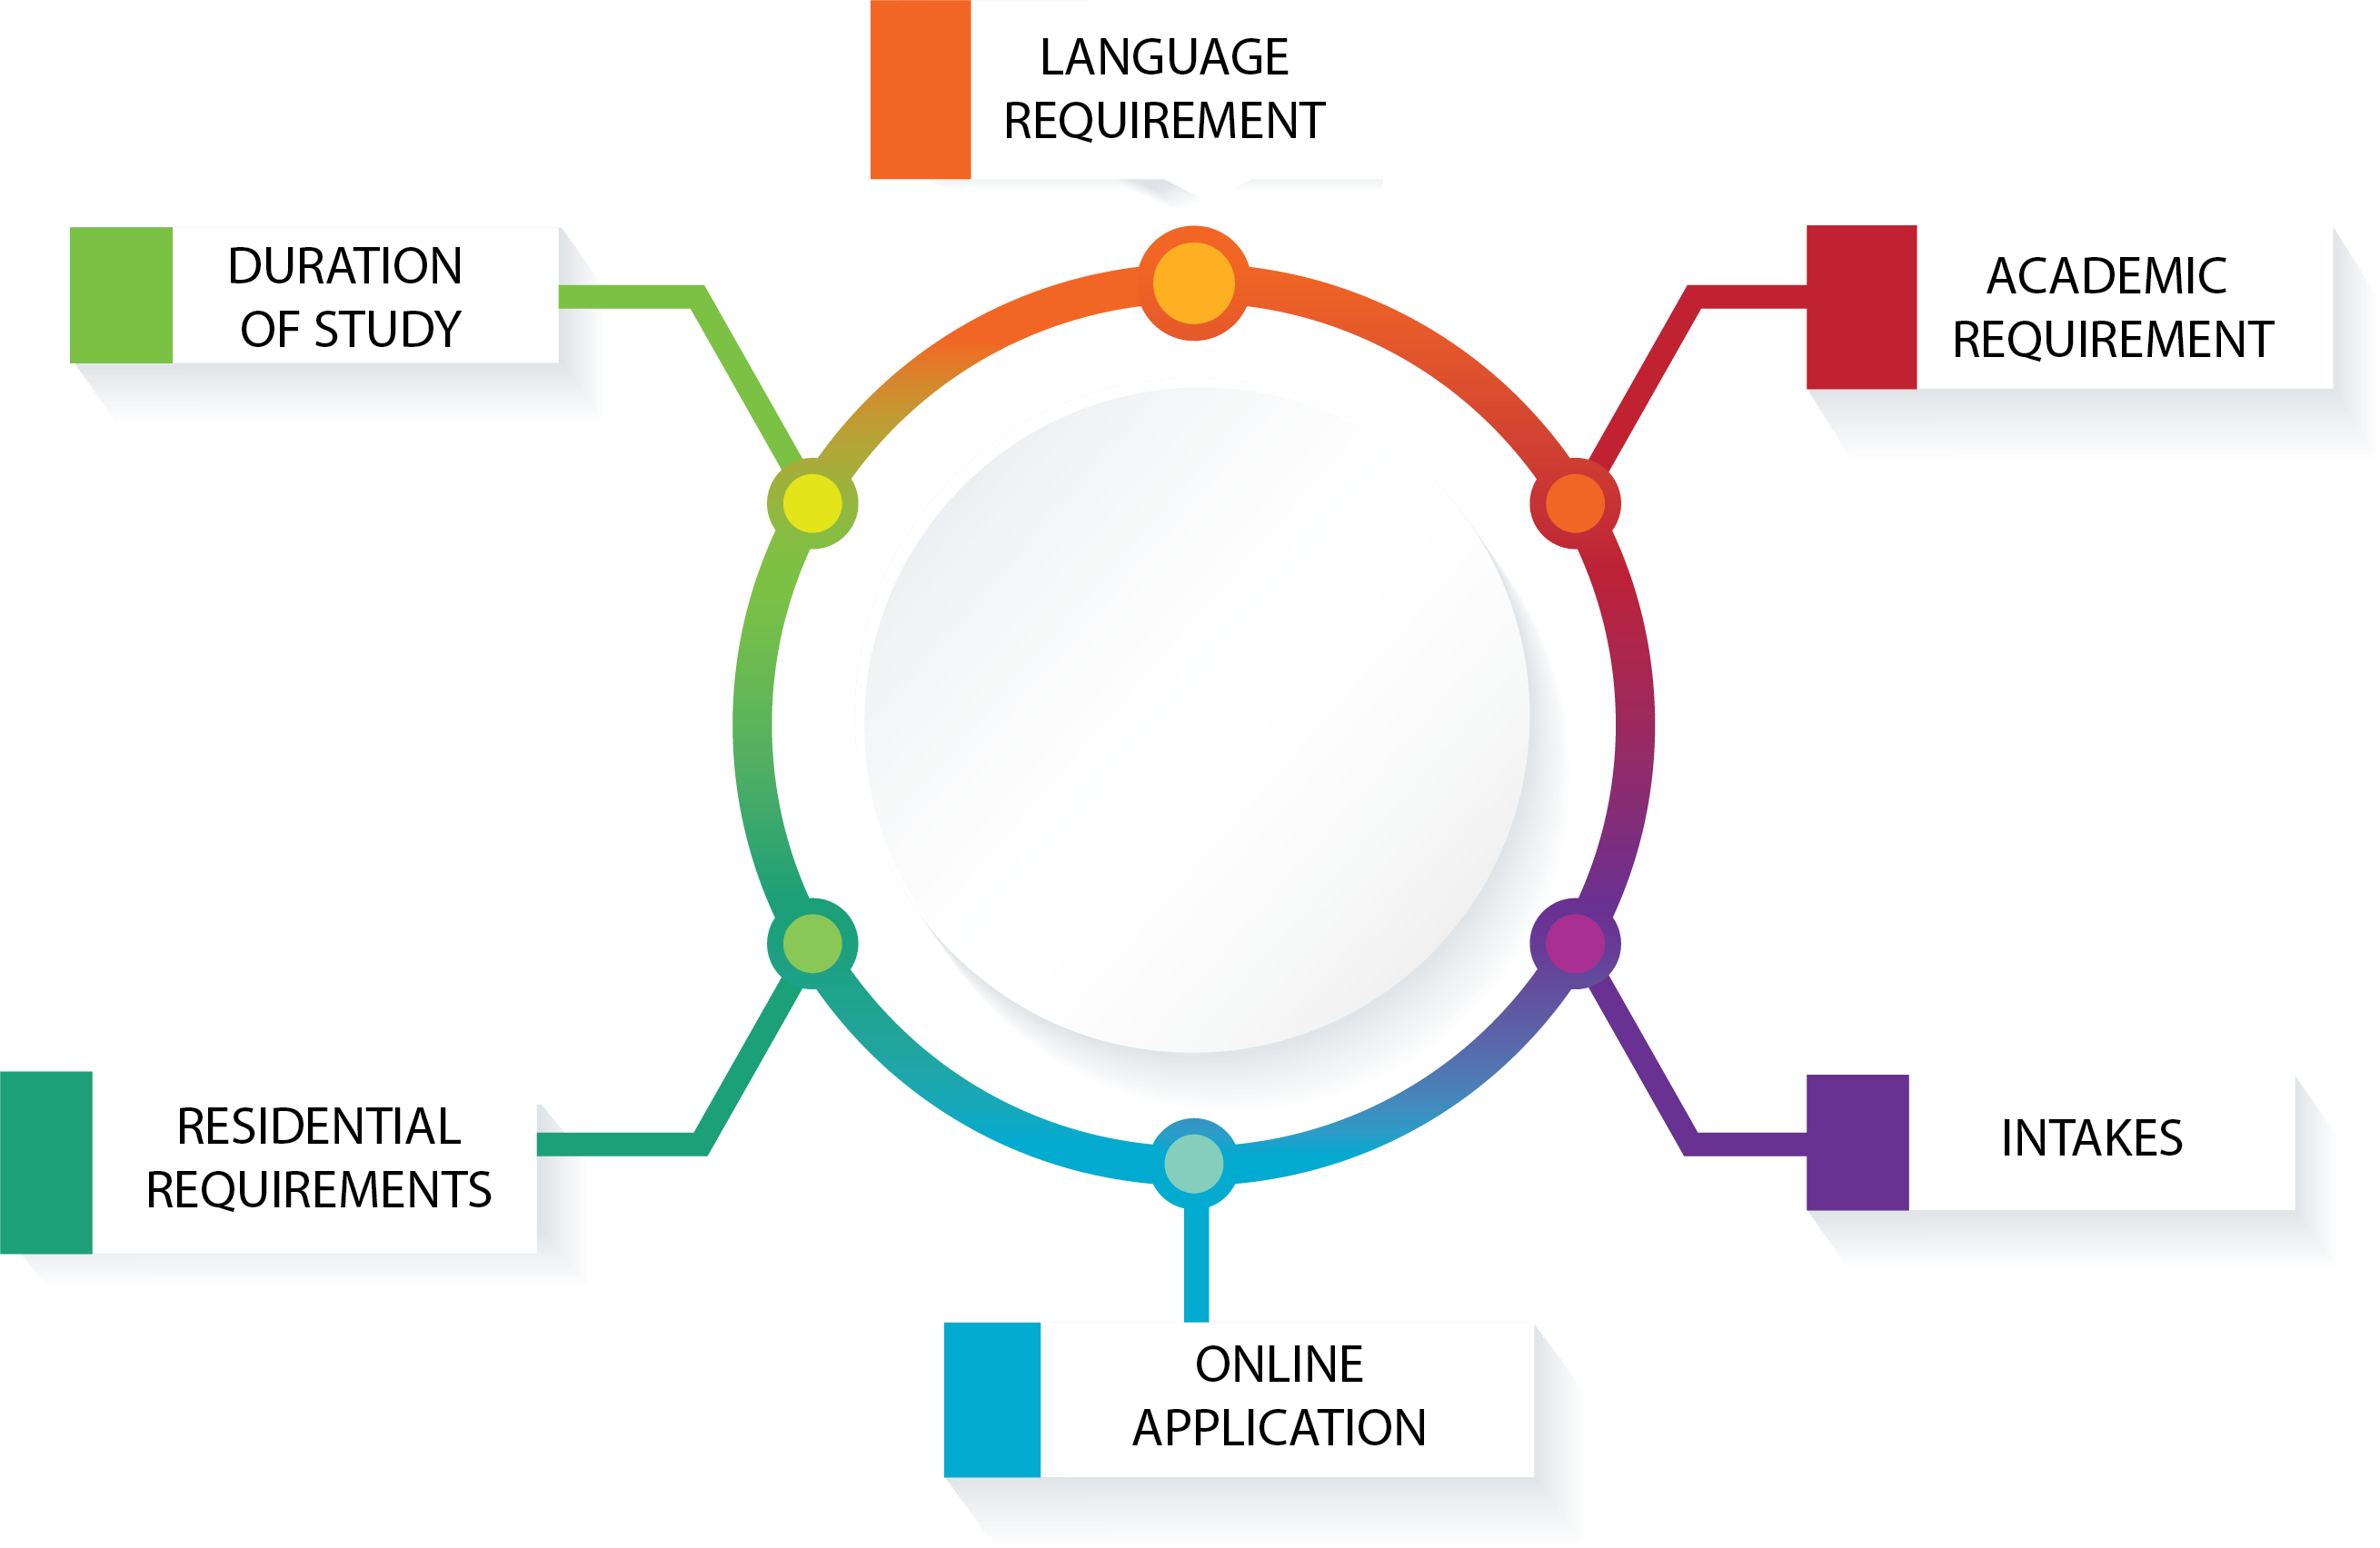 LANGUAGE
REQUIREMENT
DURATION
OF STUDY
ACADEMIC
REQUIREMENT
RESIDENTIAL
REQUIREMENTS
INTAKES
ONLINE
APPLICATION